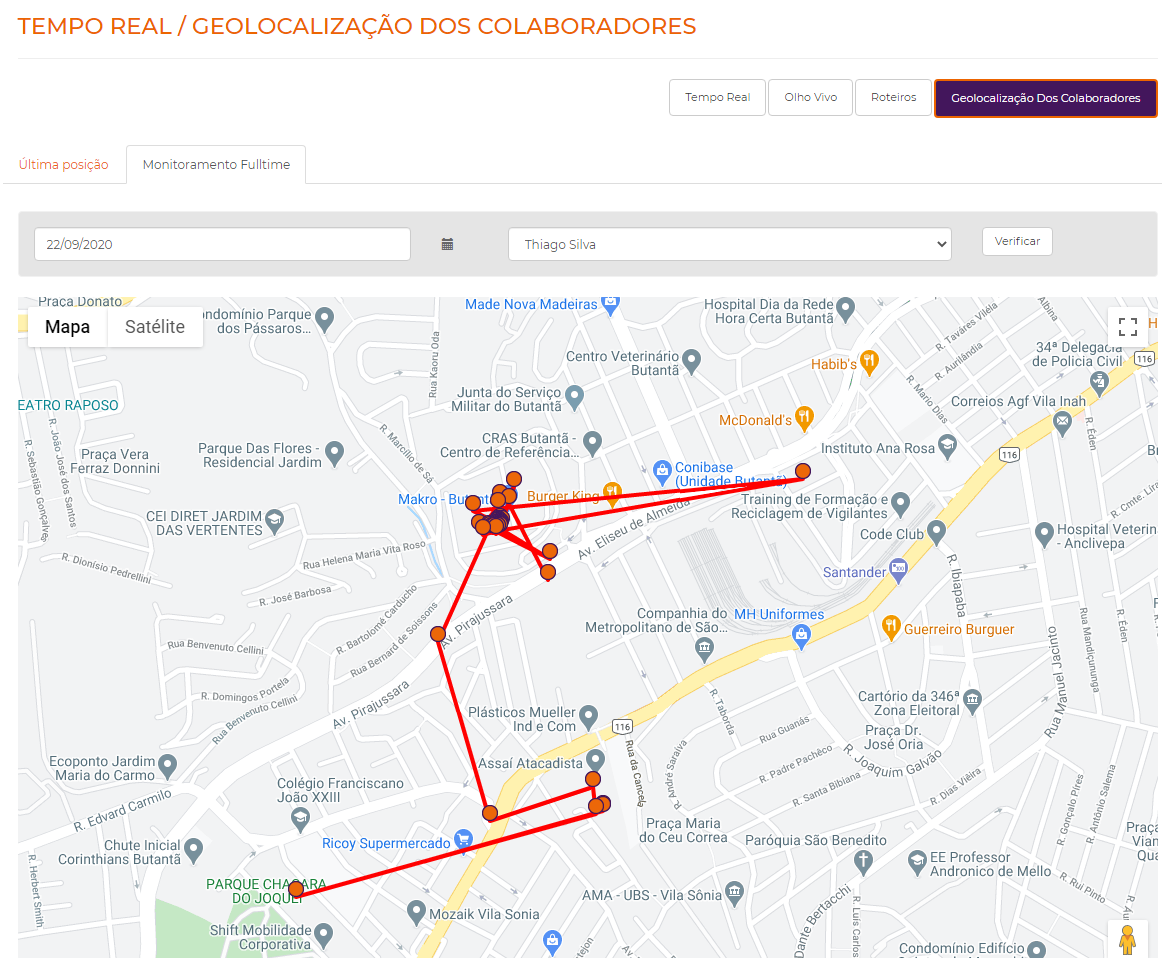 TEMPO REAL / GEOLOCALIZAÇÃO DOS COLABORADORES
Tempo Real
Olho Vivo
Roteiros
Geolocalização Dos Colaboradores
Última posição
Monitoramento Fulltime
22/09/2020
Thiago Silva
Verificar
Praça Donato
Made Nova Madeiras
Hospital Dia da Rede
Hora Certa Butantã
Albina
R. Tavares Vilela
ondomínio Parque
dos Pássaros...
Mapa
Satélite
Rua Kaoru Oda
R. Aurilândia
34ª Delegacia
de Polícia Civil
116
Centro Veterinário
Butantã
Habib's
R. Mario Dias
Junta do Serviço
Militar do Butantã
Correios Agf Vila Inah
EATRO RAPOSO
McDonald's
R. Éden
R. Sebastião Gonçalves
R. João José dos Santos
R. Marcílio de Sá
CRAS Butantã -
Centro de Referência...
Instituto Ana Rosa
Praça Vera
Ferraz Donnini
Parque Das Flores -
Residencial Jardim
116
Conibase
(Unidade Butantã)
Makro - Butant
Burger King
Training de Formação e
Reciclagem de Vigilantes
R. Cmte. Lira
CEI DIRET JARDIM
DAS VERTENTES
Av. Eliseu de Almeida
Code Club
Hospital Veterin
- Anclivepa
Rua Helena Maria Vita Roso
R. Dionísio Pedrellini
Santander
R. Ibiapaba
R. José Barbosa
R. Bartolomé Carducho
Rua Bernard de Soissons
Av. Pirajussara
Companhia do
Metropolitano de São...
MH Uniformes
Guerreiro Burguer
Rua Mandiçununga
R. Éden
Rua Manuel Jacinto
Rua Benvenuto Cellini
R. Domingos Portela
Rua Benvenuto Cellini
Av. Pirajussara
R. Taborda
Cartório da 346ª
Zona Eleitoral
Plásticos Mueller
Ind e Com
116
Rua Guanás
Praça Dr.
José Oria
Rua da Cancela
R. André Saraiva
R. Padre Pacheco
R. Joaquim Galvão
Assaí Atacadista
Ecoponto Jardim
Maria do Carmo
Colégio Franciscano
João XXIII
R. Santa Bibiana
R. Dias Vieira
R. Gonçalo Pires
R. Antônio Salema
R. Edvard Carmilo
Praça Maria
do Ceu Correa
Chute Inicial
Corinthians Butantã
Ricoy Supermercado
Paróquia São Benedito
EE Professor
Andronico de Mello
R. Herbert Smith
PARQUE CHACARA
DO JOQUEI
R. Rui Pinto
AMA - UBS - Vila Sônia
Mozaik Vila Sonia
Dante Bertacchi
R. Luis Carlos
Shift Mobilidade
Corporativa
Condomínio Edifício